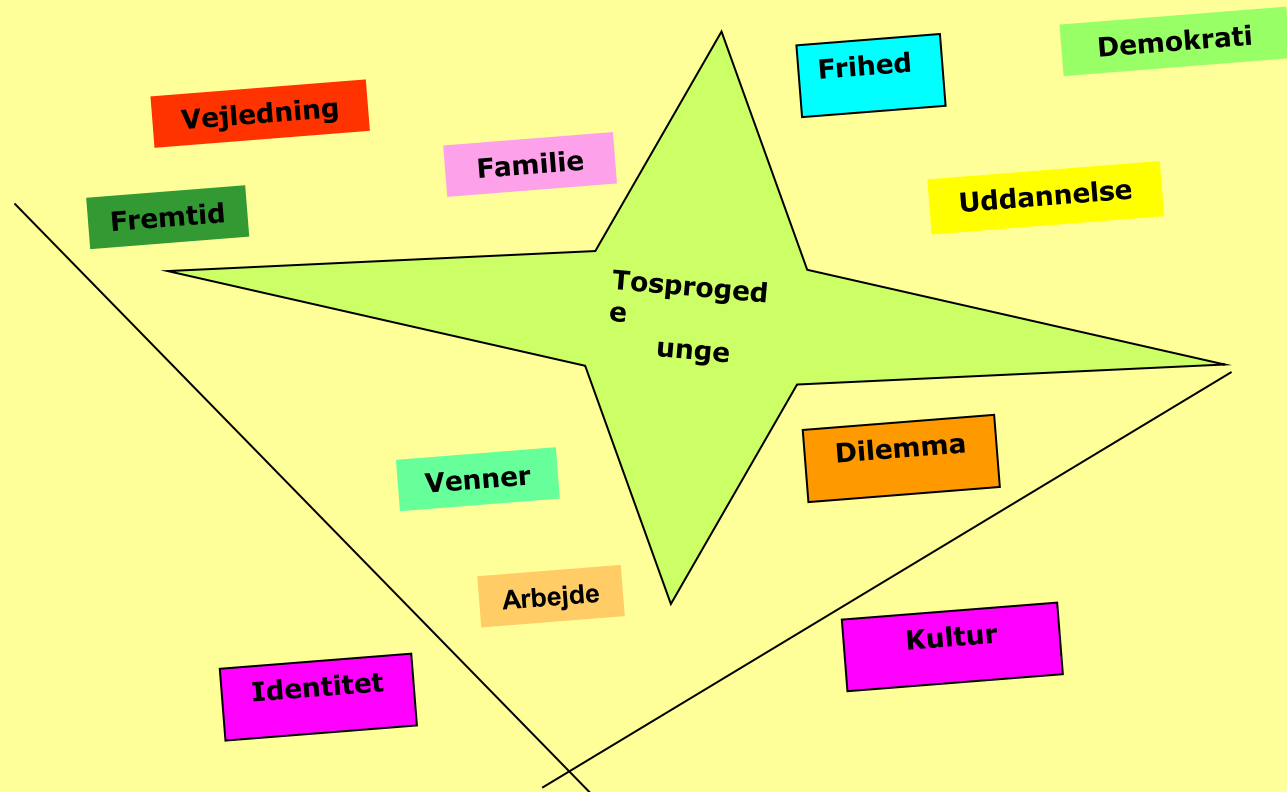 Demokrati
Frihed
Vejledning
Familie
Uddannelse
Fremtid
Tosproged
e
unge
Dilemma
Venner
Arbejde
Kultur
Identitet